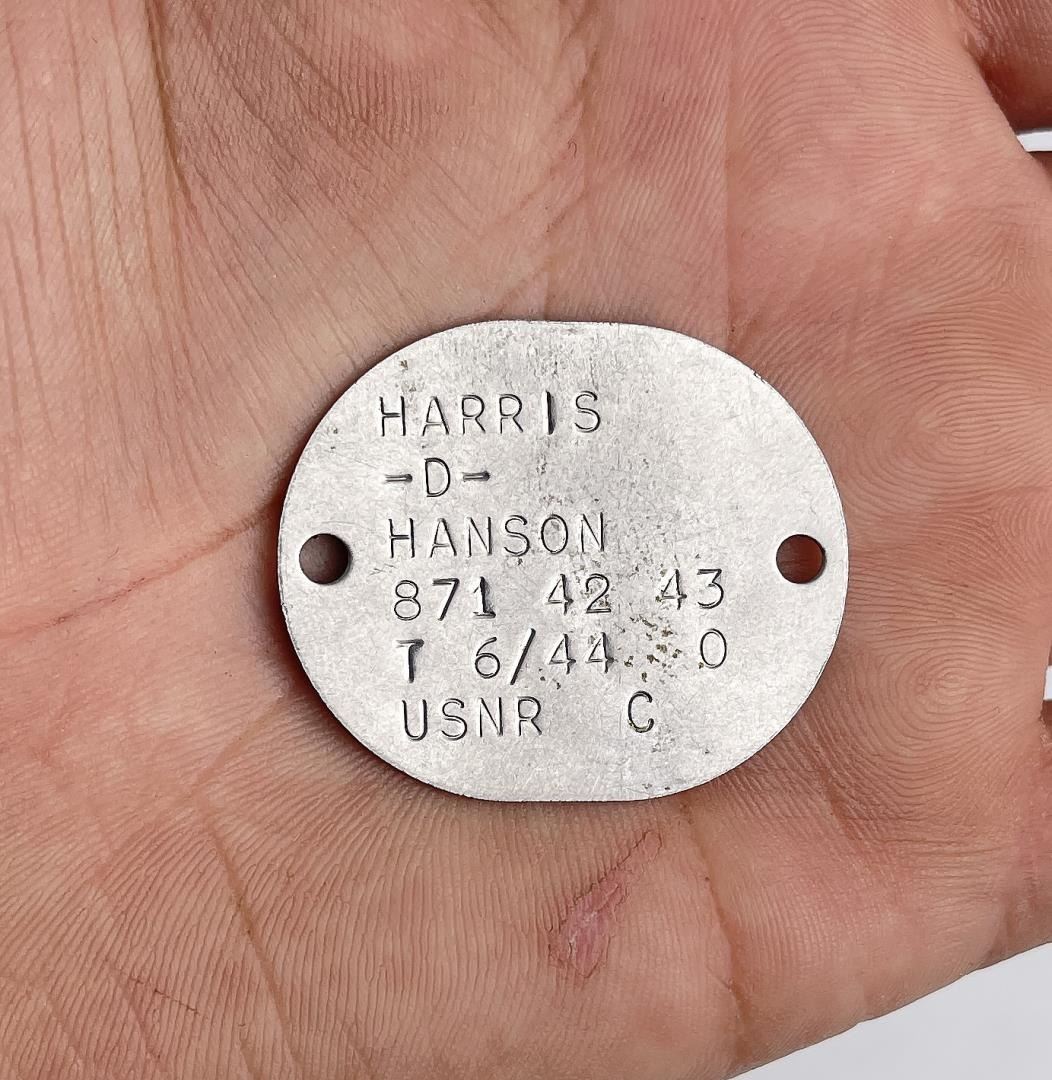 HARRIS
-D-
HANSON
871 42 43
T 6/44 O
USNR C